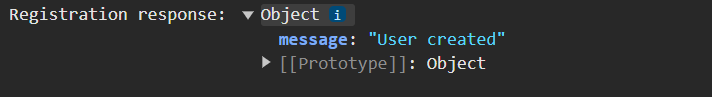 Registration response: ▼Object i
message: "User created"
▶ [[Prototype]]: Object